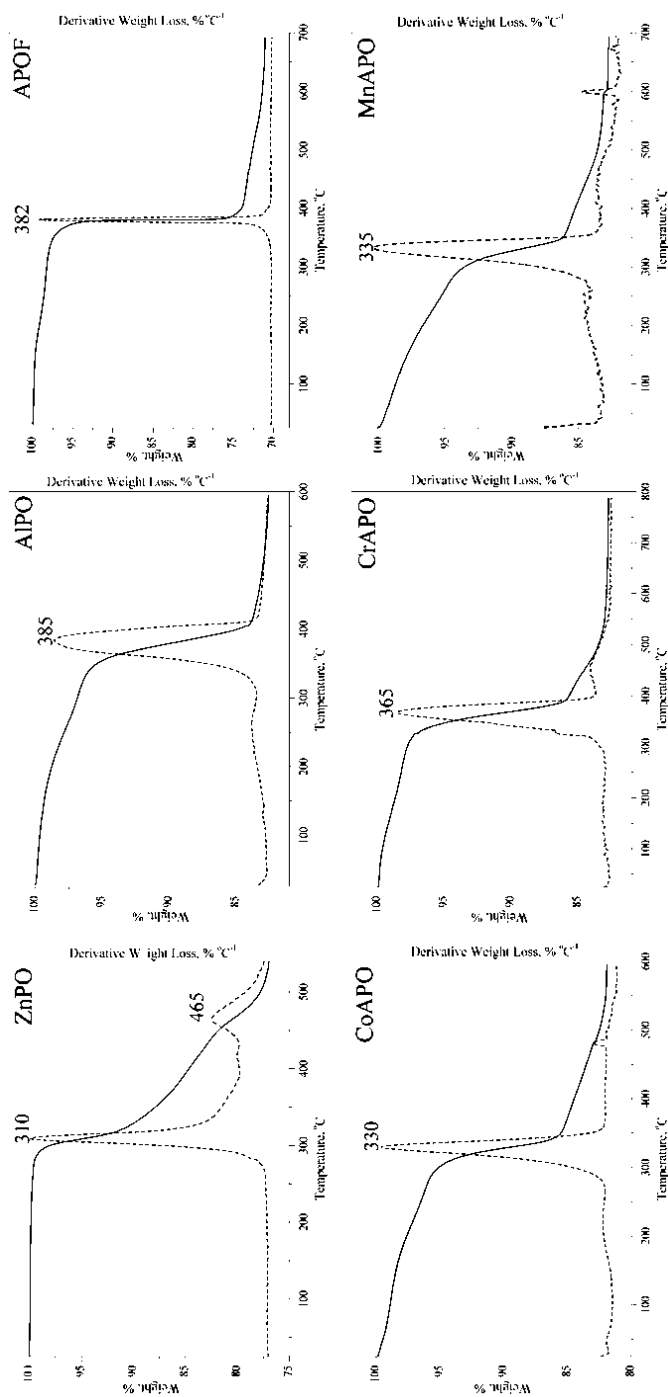 ZnPO
310
465
100
95
90
85
80
75
Weight, %
100 200 300 400 500
Temperature, °C
Derivative Weight Loss, % °C⁻¹
AlPO
385
100
95
90
85
Weight, %
100 200 300 400 500 600
Temperature, °C
Derivative Weight Loss, % °C⁻¹
APOF
382
100
95
90
85
80
75
70
Weight, %
100 200 300 400 500 600 700
Temperature, °C
Derivative Weight Loss, % °C⁻¹
CoAPO
330
100
95
90
85
80
Weight, %
100 200 300 400 500 600
Temperature, °C
Derivative Weight Loss, % °C⁻¹
CrAPO
365
100
95
90
85
Weight, %
100 200 300 400 500 600 700 800
Temperature, °C
Derivative Weight Loss, % °C⁻¹
MnAPO
335
100
95
90
85
Weight, %
100 200 300 400 500 600 700
Temperature, °C
Derivative Weight Loss, % °C⁻¹